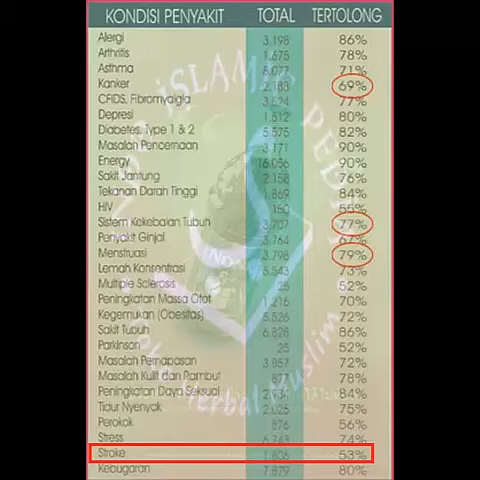 KONDISI PENYAKIT TOTAL TERTOLONG
Alergi 3.198 86%
Arthritis 1.675 78%
Asthma 8.077 71%
Kanker 2.183 69%
CFIDS, Fibromyalgia 3.624 77%
Depresi 1.512 80%
Diabetes, Type 1 & 2 5.575 82%
Masalah Pencernaan 3.171 90%
Energy 16.056 90%
Sakit Jantung 2.158 76%
Tekanan Darah Tinggi 1.869 84%
HIV 160 55%
Sistem Kekebalan Tubuh 3.707 77%
Penyakit Ginjal 3.764 67%
Menstruasi 3.798 79%
Lemah Konsentrasi 5.543 73%
Multiple Sclerosis 25 52%
Peningkatan Massa Otot 1.216 70%
Kegemukan (Obesitas) 5.526 72%
Sakit Tubuh 6.828 86%
Parkinson 25 52%
Masalah Pernapasan 3.857 72%
Masalah Kulit dan Rambut 877 78%
Peningkatan Daya Seksual 84%
Tidur Nyenyak 2.025 75%
Perokok 876 56%
Stress 6.743 74%
Stroke 1.806 53%
Kebugaran 7.879 80%